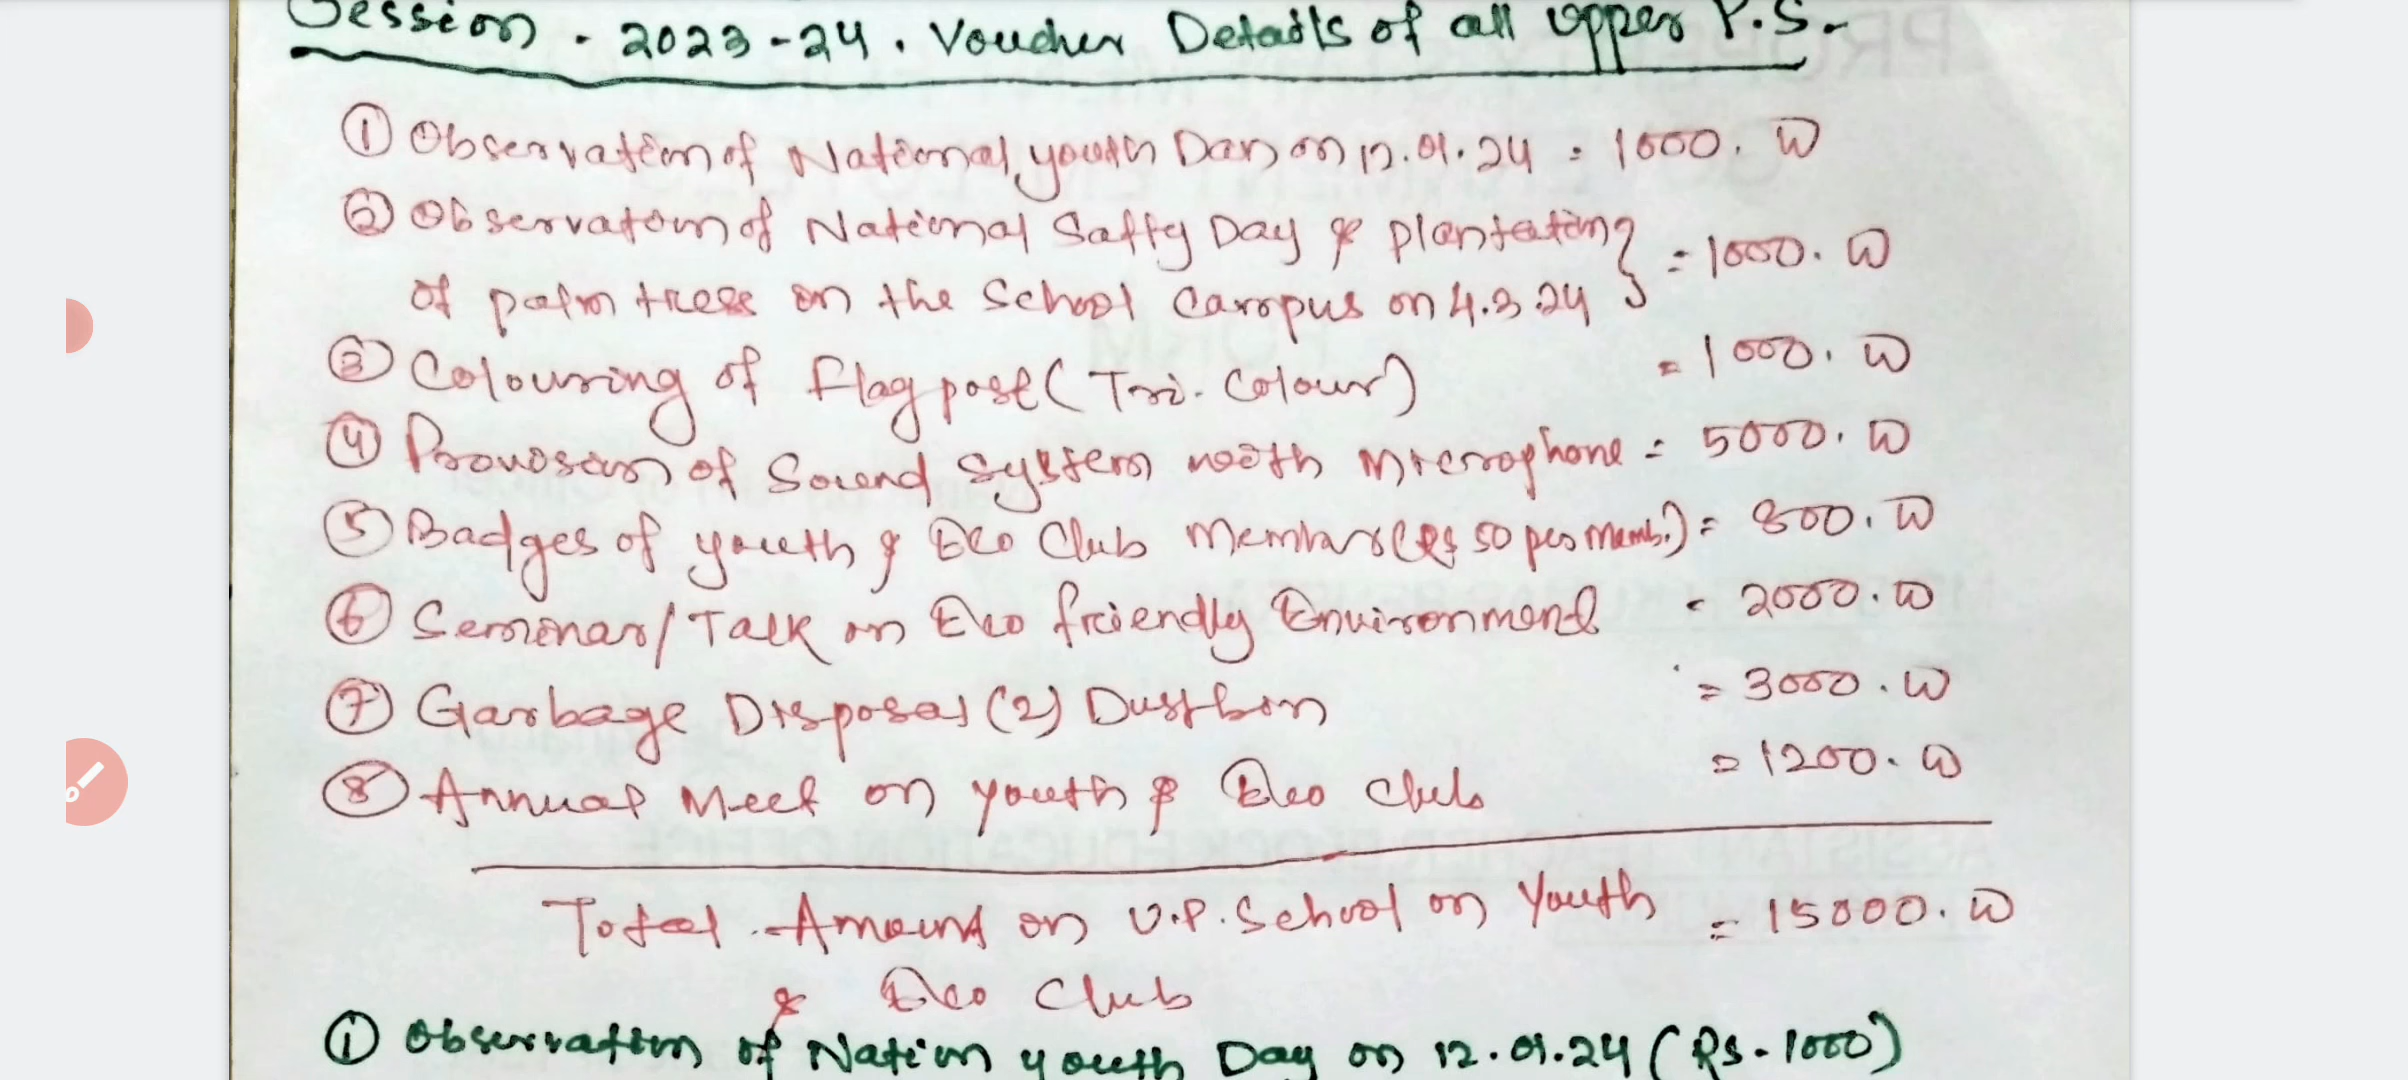 Session - 2023-24. Voucher Details of all Upper P.S.
① Observation of National youth Day on 12.01.24 = 1000.00
② Observatom of National Safty Day & plantating
of palm trees on the School Campus on 4.3.24 } = 1000.00
③ Colouring of Flag post (Tri-Colour) = 1000.00
④ Provosion of Sound System with Microphone = 5000.00
⑤ Badges of youth & Eco Club Members (Rs 50 per Memb.) = 800.00
⑥ Seminar/Talk on Eco friendly Environment = 2000.00
⑦ Garbage Disposal (2) Dustbin = 3000.00
⑧ Annual Meet on youth & Eco Club = 1200.00
Total Amount on U.P. School on Youth = 15000.00
& Eco Club
① Observation of Nation youth Day on 12.01.24 (Rs-1000)